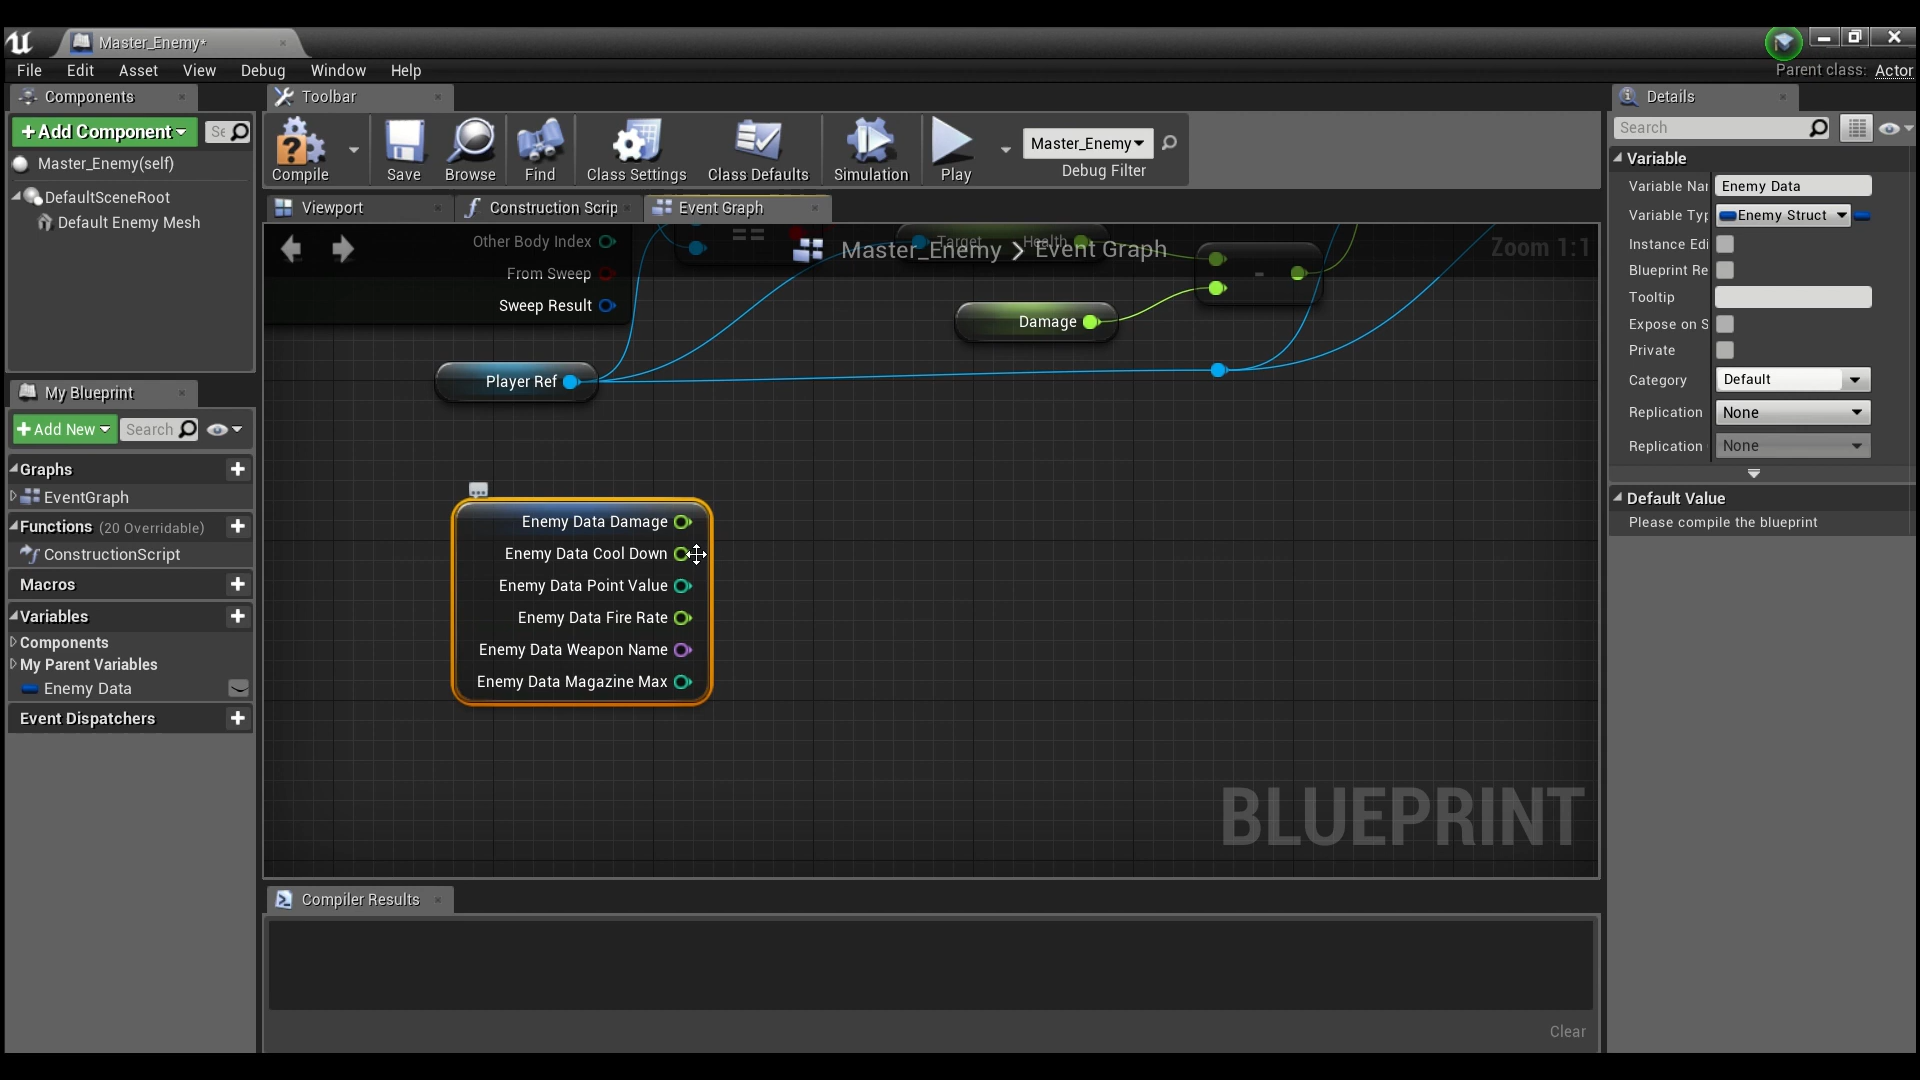 Master_Enemy*
File Edit Asset View Debug Window Help
Parent class: Actor
Components
Toolbar
Details
+Add Component
Se
Master_Enemy(self)
DefaultSceneRoot
Default Enemy Mesh
Compile
Save
Browse
Find
Class Settings
Class Defaults
Simulation
Play
Master_Enemy
Debug Filter
Viewport
Construction Scrip
Event Graph
Master_Enemy > Event Graph
Zoom 1:1
Other Body Index
From Sweep
Sweep Result
==
Target Health
-
Damage
Player Ref
Enemy Data Damage
Enemy Data Cool Down
Enemy Data Point Value
Enemy Data Fire Rate
Enemy Data Weapon Name
Enemy Data Magazine Max
BLUEPRINT
My Blueprint
+Add New
Search
Graphs
EventGraph
Functions (20 Overridable)
ConstructionScript
Macros
Variables
Components
My Parent Variables
Enemy Data
Event Dispatchers
Compiler Results
Clear
Search
Variable
Variable Nar Enemy Data
Variable Typ Enemy Struct
Instance Edi
Blueprint Re
Tooltip
Expose on S
Private
Category Default
Replication None
Replication None
Default Value
Please compile the blueprint